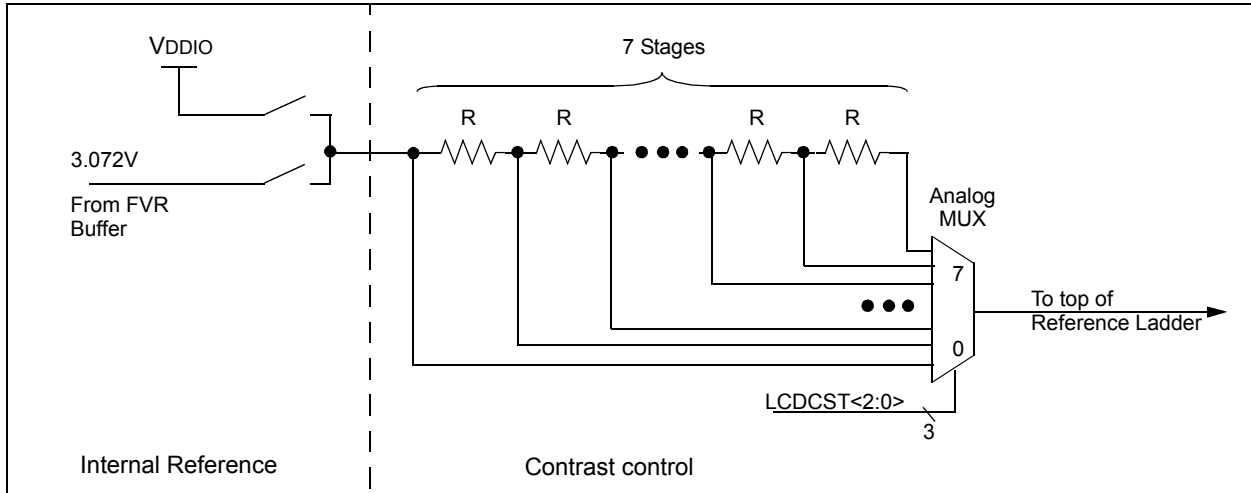 VDDIO
7 Stages
R
R
R
R
3.072V
From FVR
Buffer
Analog
MUX
7
To top of
Reference Ladder
0
LCDCST<2:0>
3
Internal Reference
Contrast control